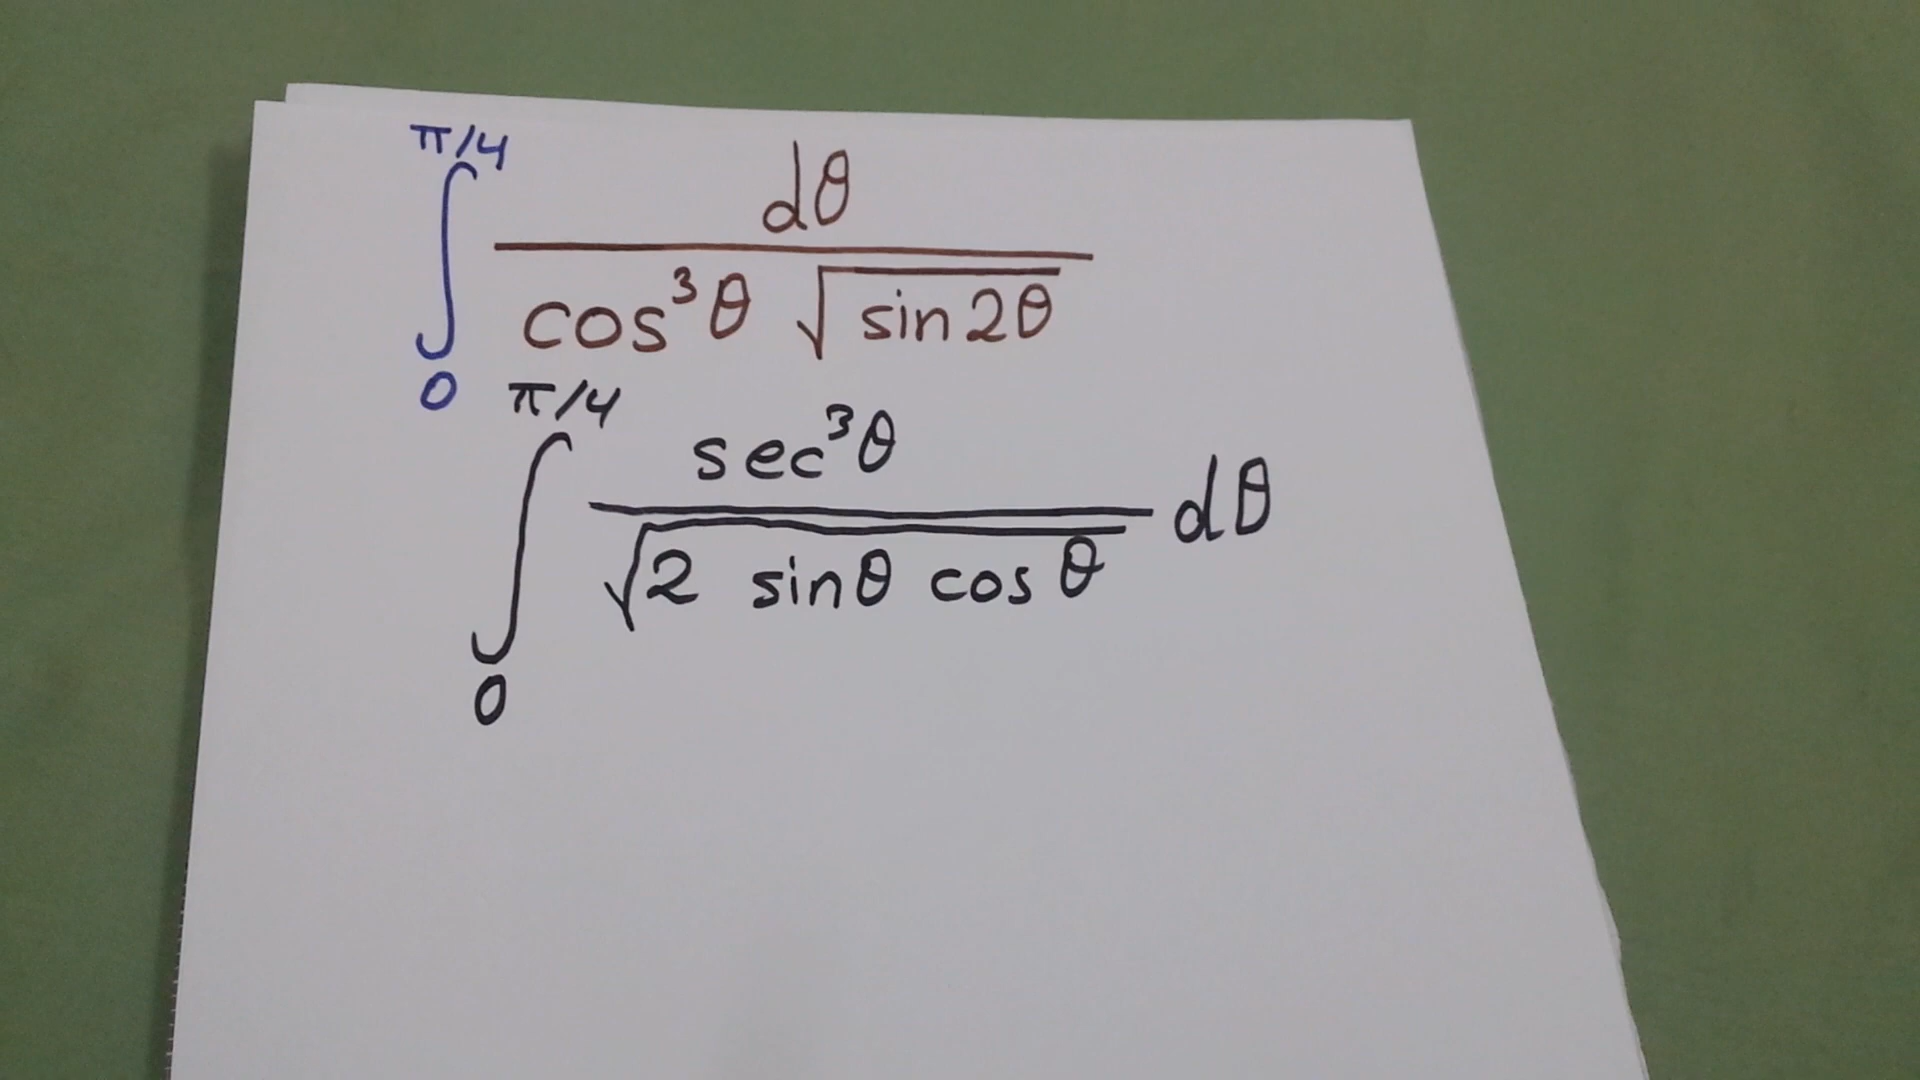 π/4
∫ dθ / cos³θ √sin2θ
0
π/4
∫ sec³θ / √2 sinθ cosθ dθ
0